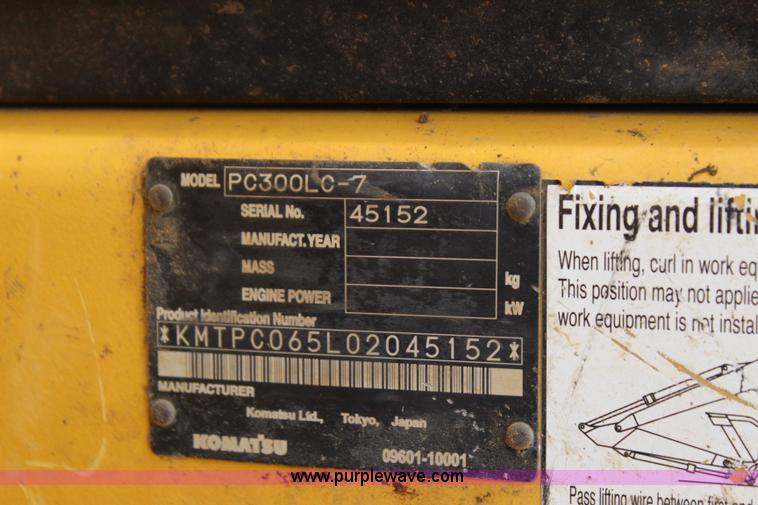 MODEL PC300LC-7
SERIAL No. 45152
MANUFACT.YEAR
MASS kg
ENGINE POWER kW
Product Identification Number
*KMTPC065L02045152*
MANUFACTURER
Komatsu Ltd., Tokyo, Japan
KOMATSU 09601-10001
Fixing and lifti
When lifting, curl in work eq
This position may not applie
work equipment is not instal
Pass lifting wire between first and
www.purplewave.com